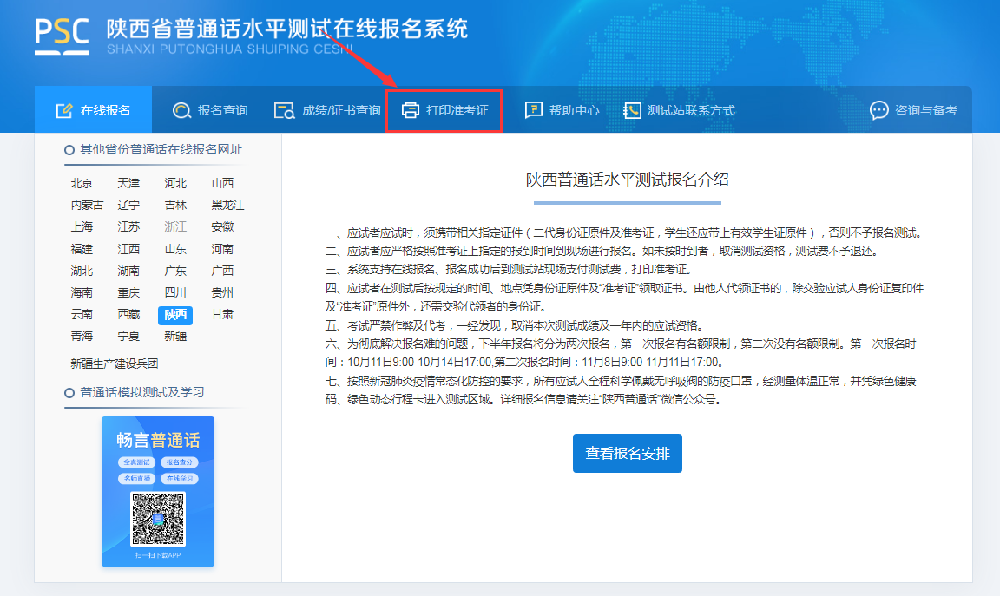 PSC
陕西省普通话水平测试在线报名系统
SHANXI PUTONGHUA SHUIPING CESHI
在线报名 报名查询 成绩/证书查询 打印准考证 帮助中心 测试站联系方式 咨询与备考
其他省份普通话在线报名网址
北京 天津 河北 山西
内蒙古 辽宁 吉林 黑龙江
上海 江苏 浙江 安徽
福建 江西 山东 河南
湖北 湖南 广东 广西
海南 重庆 四川 贵州
云南 西藏 陕西 甘肃
青海 宁夏 新疆
新疆生产建设兵团
普通话模拟测试及学习
畅言普通话
全真测试 报名查分
名师直播 在线学习
扫一扫下载APP
陕西普通话水平测试报名介绍
一、应试者应试时，须携带相关指定证件（二代身份证原件及准考证，学生还应带上有效学生证原件），否则不予报名测试。
二、应试者应严格按照准考证上指定的报到时间到现场进行报名。如未按时到者，取消测试资格，测试费不予退还。
三、系统支持在线报名、报名成功后到测试站现场支付测试费，打印准考证。
四、应试者在测试后按规定的时间、地点凭身份证原件及“准考证”领取证书。由他人代领证书的，除交验应试人身份证复印件
及“准考证”原件外，还需交验代领者的身份证。
五、考试严禁作弊及代考，一经发现，取消本次测试成绩及一年内的应试资格。
六、为彻底解决报名难的问题，下半年报名将分为两次报名，第一次报名有名额限制，第二次没有名额限制。第一次报名时
间：10月11日9:00-10月14日17:00,第二次报名时间：11月8日9:00-11月11日17:00。
七、按照新冠肺炎疫情常态化防控的要求，所有应试人全程科学佩戴无呼吸阀的防疫口罩，经测量体温正常，并凭绿色健康
码、绿色动态行程卡进入测试区域。详细报名信息请关注“陕西普通话”微信公众号。
查看报名安排